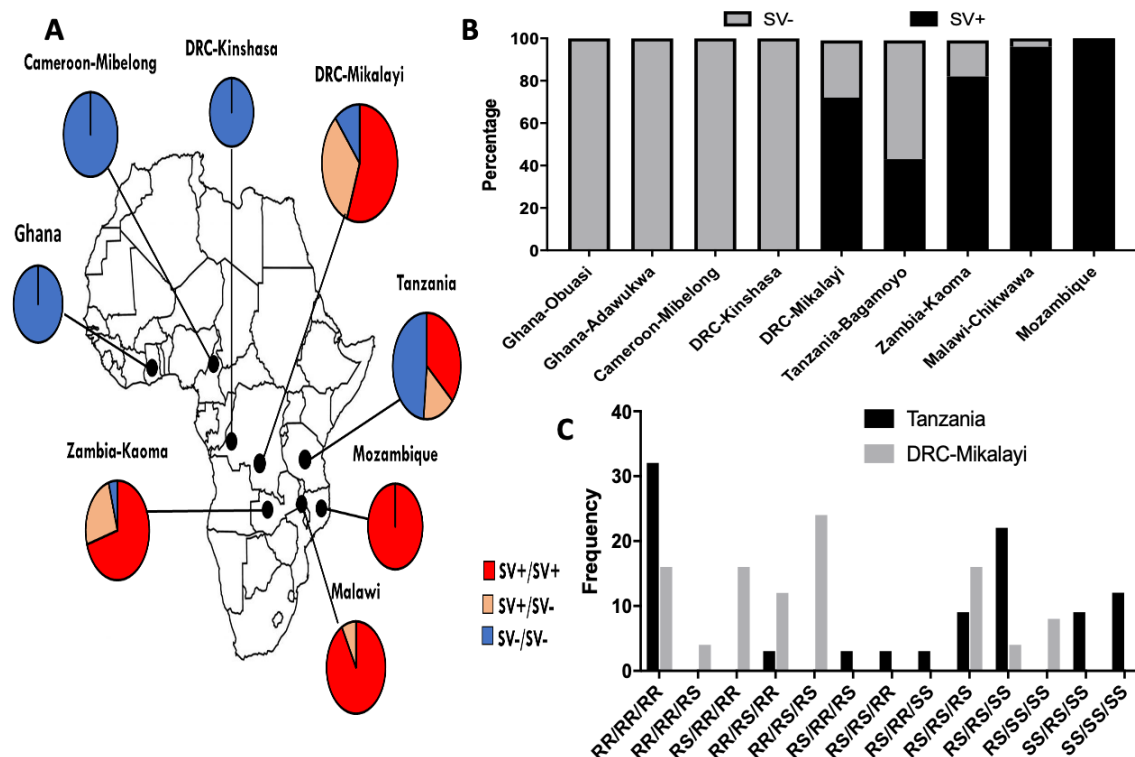 A
Cameroon-Mibelong
DRC-Kinshasa
DRC-Mikalayi
Ghana
Tanzania
Zambia-Kaoma
Mozambique
Malawi
SV+/SV+
SV+/SV-
SV-/SV-
B
SV-
SV+
Percentage
100
80
60
40
20
0
Ghana-Obuasi
Ghana-Adawukwa
Cameroon-Mibelong
DRC-Kinshasa
DRC-Mikalayi
Tanzania-Bagamoyo
Zambia-Kaoma
Malawi-Chikwawa
Mozambique
C
Tanzania
DRC-Mikalayi
Frequency
40
30
20
10
0
RR/RR/RR
RR/RR/RS
RS/RR/RR
RR/RS/RR
RR/RS/RS
RS/RR/RS
RS/RS/RR
RS/RR/SS
RS/RS/RS
RS/RS/SS
RS/SS/SS
SS/RS/SS
SS/SS/SS